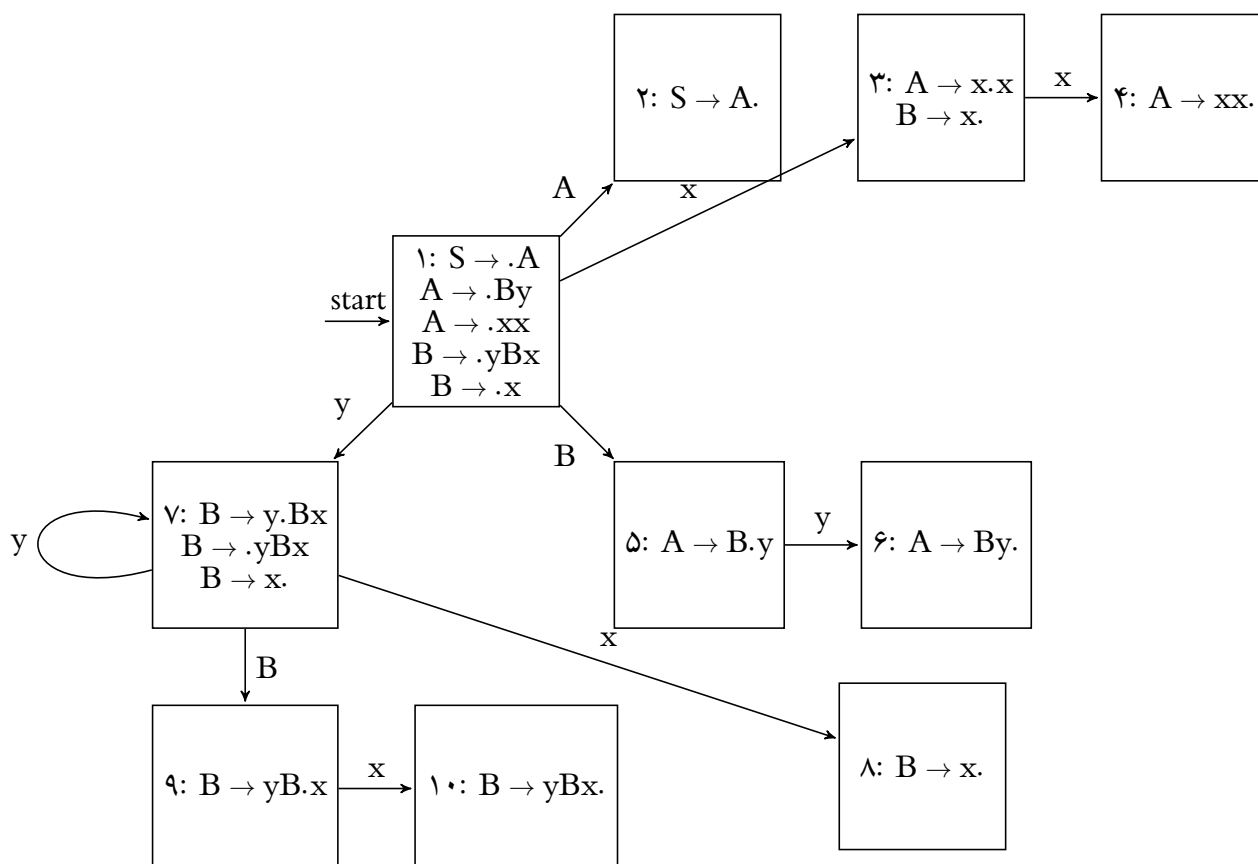 ۲: S → A.
۳: A → x.x
B → x.
x
۴: A → xx.
A
x
start
۱: S → .A
A → .By
A → .xx
B → .yBx
B → .x
y
B
y
۷: B → y.Bx
B → .yBx
B → x.
۵: A → B.y
y
۶: A → By.
x
B
۹: B → yB.x
x
۱۰: B → yBx.
۸: B → x.